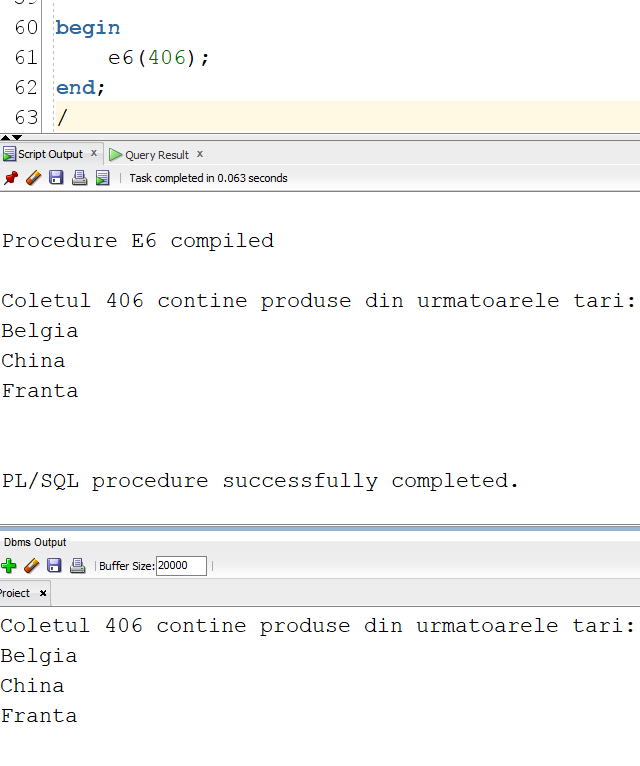 60 begin
61 e6(406);
62 end;
63 /
Script Output x Query Result x
Task completed in 0.063 seconds
Procedure E6 compiled
Coletul 406 contine produse din urmatoarele tari:
Belgia
China
Franta
PL/SQL procedure successfully completed.
Dbms Output
Buffer Size: 20000
Proiect x
Coletul 406 contine produse din urmatoarele tari:
Belgia
China
Franta